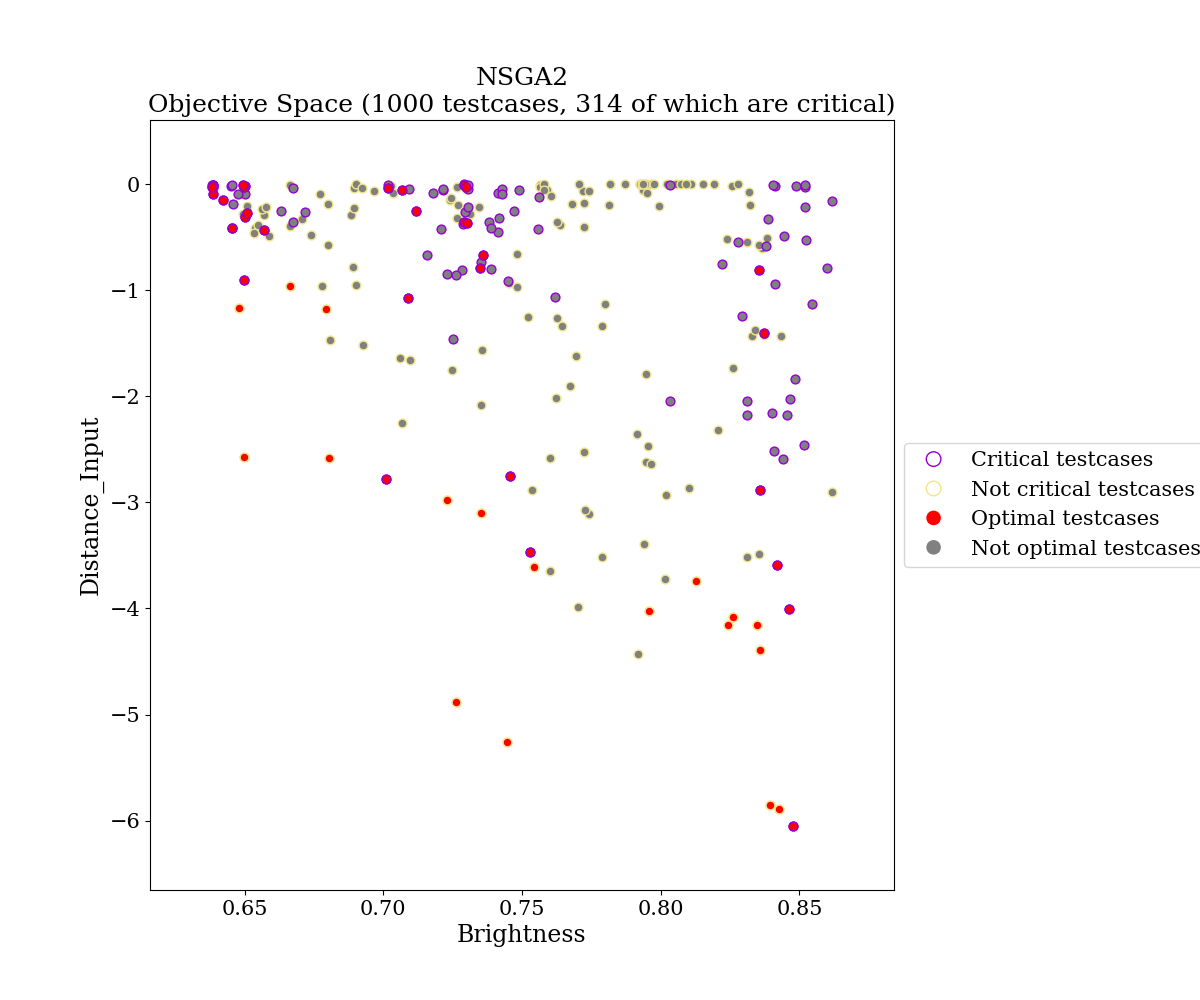 NSGA2
Objective Space (1000 testcases, 314 of which are critical)
0
−1
−2
−3
−4
−5
−6
Distance_Input
0.65
0.70
0.75
0.80
0.85
Brightness
Critical testcases
Not critical testcases
Optimal testcases
Not optimal testcases